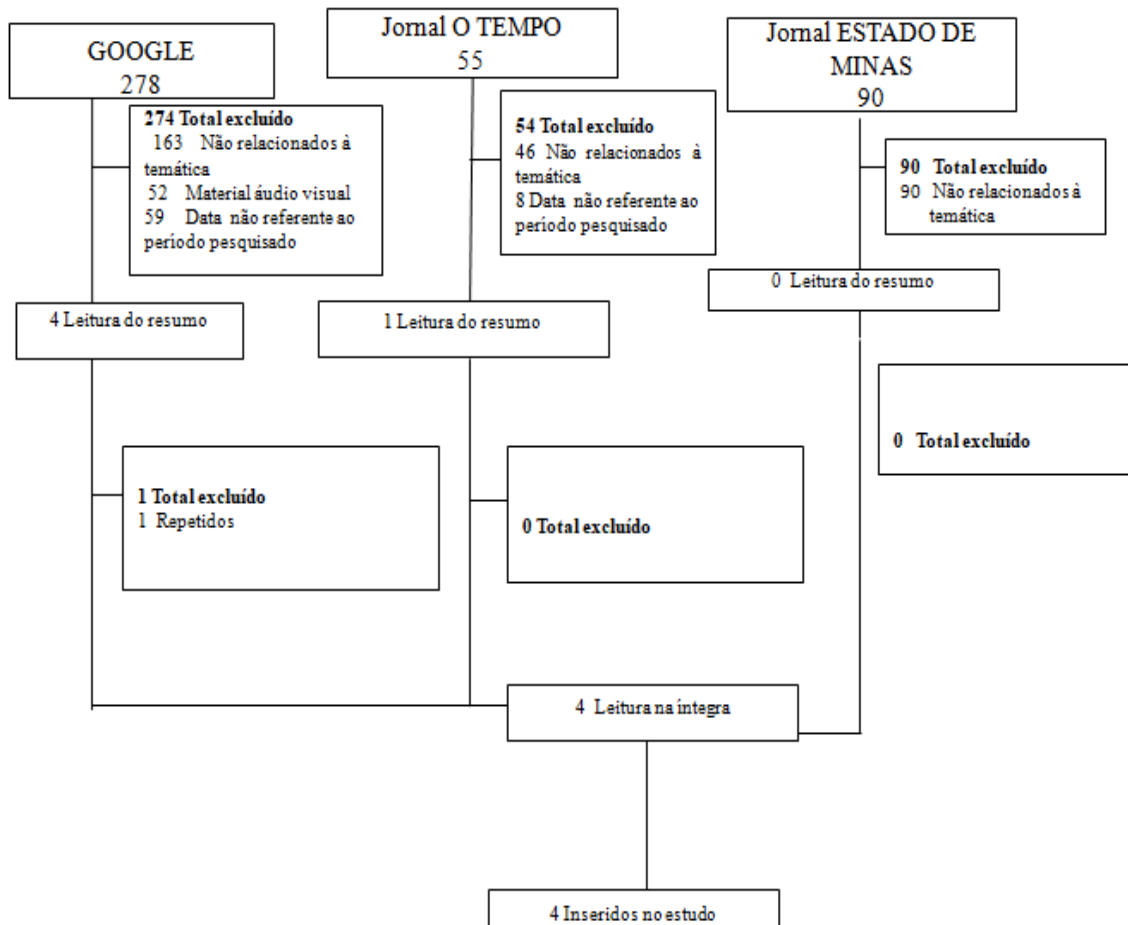 GOOGLE
278
Jornal O TEMPO
55
Jornal ESTADO DE
MINAS
90
274 Total excluído
163 Não relacionados à
temática
52 Material áudio visual
59 Data não referente ao
período pesquisado
54 Total excluído
46 Não relacionados à
temática
8 Data não referente ao
período pesquisado
90 Total excluído
90 Não relacionados à
temática
4 Leitura do resumo
1 Leitura do resumo
0 Leitura do resumo
1 Total excluído
1 Repetidos
0 Total excluído
0 Total excluído
4 Leitura na íntegra
4 Inseridos no estudo